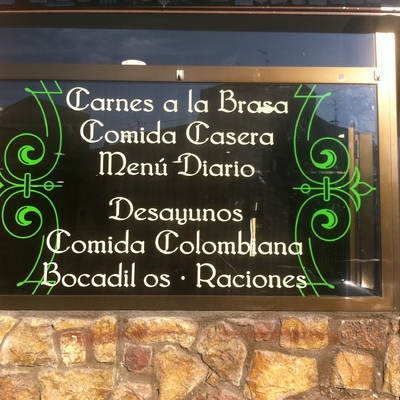 Carnes a la Brasa
Comida Casera
Menú Diario
Desayunos
Comida Colombiana
Bocadil os · Raciones